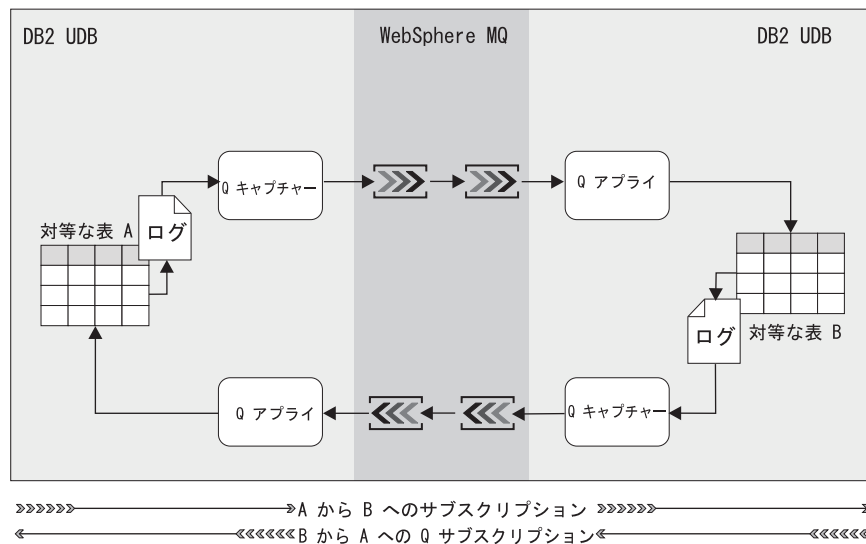 DB2 UDB
WebSphere MQ
DB2 UDB
Q キャプチャー
Q アプライ
対等な表 A
ログ
ログ
対等な表 B
Q アプライ
Q キャプチャー
A から B へのサブスクリプション
B から A への Q サブスクリプション